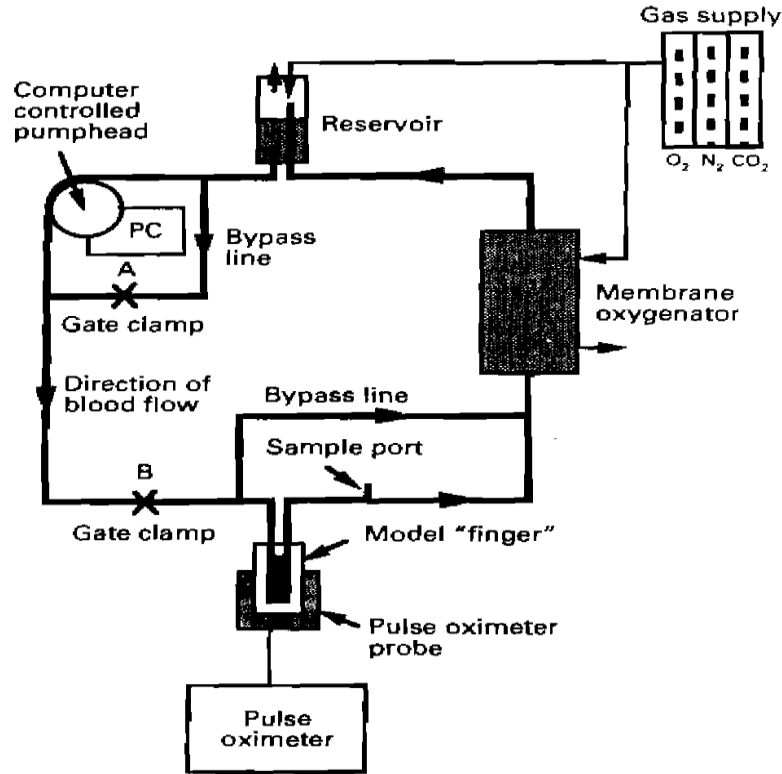 Gas supply
O₂ N₂ CO₂
Computer
controlled
pumphead
Reservoir
PC
Bypass
line
A
Gate clamp
Membrane
oxygenator
Direction of
blood flow
Bypass line
Sample port
B
Gate clamp
Model "finger"
Pulse oximeter
probe
Pulse
oximeter